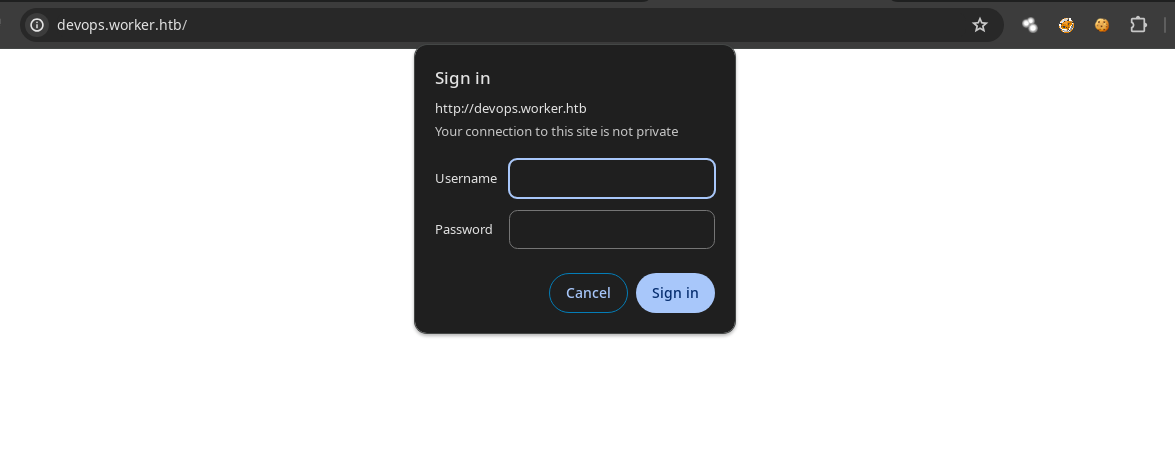 devops.worker.htb/
Sign in
http://devops.worker.htb
Your connection to this site is not private
Username
Password
Cancel Sign in